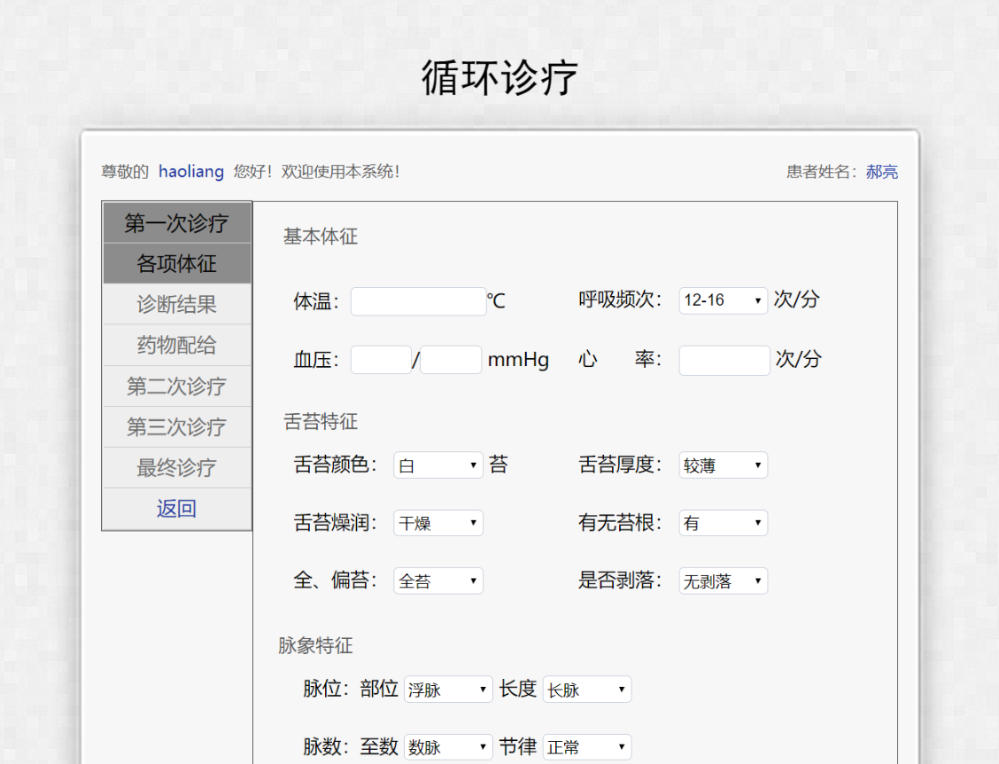 循环诊疗
尊敬的 haoliang 您好！欢迎使用本系统！ 患者姓名：郝亮
第一次诊疗
各项体征
诊断结果
药物配给
第二次诊疗
第三次诊疗
最终诊疗
返回
基本体征
体温： ℃ 呼吸频次： 12-16 次/分
血压： / mmHg 心 率： 次/分
舌苔特征
舌苔颜色： 白 苔 舌苔厚度： 较薄
舌苔燥润： 干燥 有无苔根： 有
全、偏苔： 全苔 是否剥落： 无剥落
脉象特征
脉位：部位 浮脉 长度 长脉
脉数：至数 数脉 节律 正常